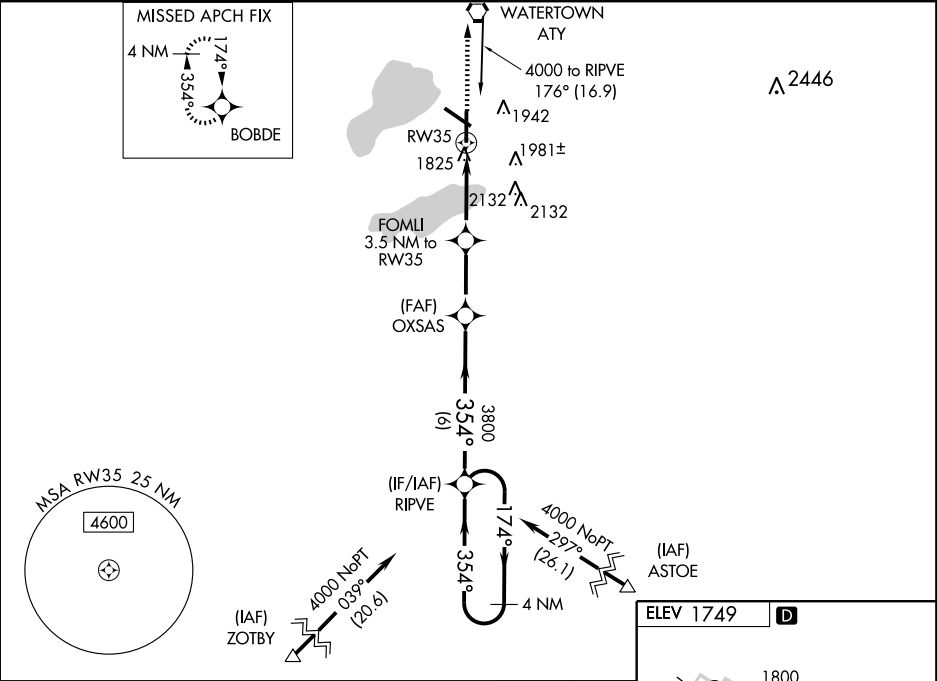 MISSED APCH FIX
4 NM
174°
354°
BOBDE
WATERTOWN
ATY
4000 to RIPVE
176° (16.9)
2446
1942
RW35
1825
1981±
2132
2132
FOMLI
3.5 NM to
RW35
(FAF)
OXSAS
3800
354°
(6)
(IF/IAF)
RIPVE
174°
354°
4 NM
MSA RW35 25 NM
4600
4000 NoPT
039°
(20.6)
(IAF)
ZOTBY
4000 NoPT
297°
(26.1)
(IAF)
ASTOE
ELEV 1749
D
1800